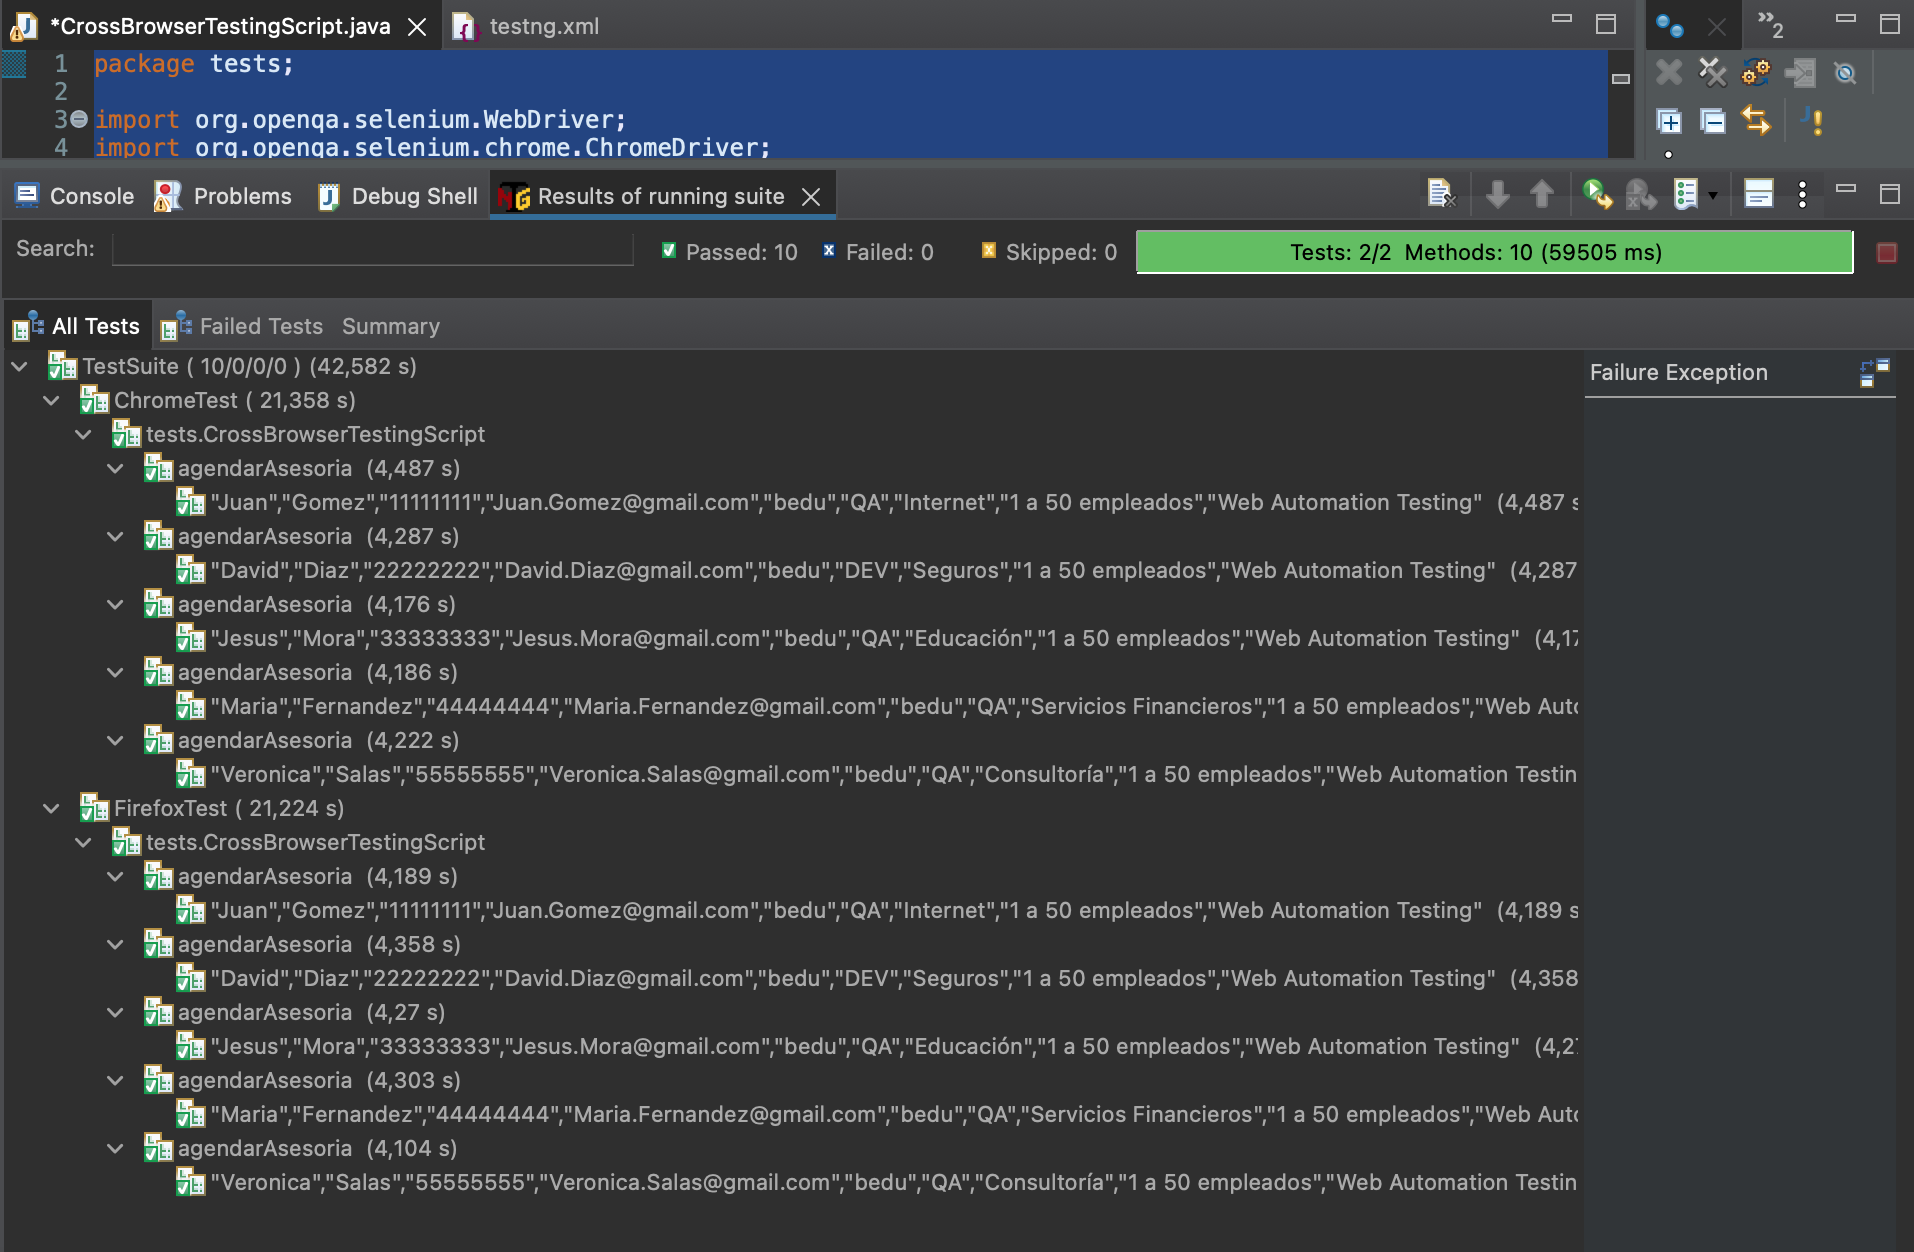 *CrossBrowserTestingScript.java testng.xml
2
1 package tests;
2
3 import org.openqa.selenium.WebDriver;
4 import org.openqa.selenium.chrome.ChromeDriver;
Console Problems Debug Shell Results of running suite
Search: Passed: 10 Failed: 0 Skipped: 0 Tests: 2/2 Methods: 10 (59505 ms)
All Tests Failed Tests Summary
Failure Exception
TestSuite ( 10/0/0/0 ) (42,582 s)
ChromeTest ( 21,358 s)
tests.CrossBrowserTestingScript
agendarAsesoria (4,487 s)
"Juan","Gomez","11111111","Juan.Gomez@gmail.com","bedu","QA","Internet","1 a 50 empleados","Web Automation Testing" (4,487 s
agendarAsesoria (4,287 s)
"David","Diaz","22222222","David.Diaz@gmail.com","bedu","DEV","Seguros","1 a 50 empleados","Web Automation Testing" (4,287
agendarAsesoria (4,176 s)
"Jesus","Mora","33333333","Jesus.Mora@gmail.com","bedu","QA","Educación","1 a 50 empleados","Web Automation Testing" (4,17
agendarAsesoria (4,186 s)
"Maria","Fernandez","44444444","Maria.Fernandez@gmail.com","bedu","QA","Servicios Financieros","1 a 50 empleados","Web Auto
agendarAsesoria (4,222 s)
"Veronica","Salas","55555555","Veronica.Salas@gmail.com","bedu","QA","Consultoría","1 a 50 empleados","Web Automation Testin
FirefoxTest ( 21,224 s)
tests.CrossBrowserTestingScript
agendarAsesoria (4,189 s)
"Juan","Gomez","11111111","Juan.Gomez@gmail.com","bedu","QA","Internet","1 a 50 empleados","Web Automation Testing" (4,189 s
agendarAsesoria (4,358 s)
"David","Diaz","22222222","David.Diaz@gmail.com","bedu","DEV","Seguros","1 a 50 empleados","Web Automation Testing" (4,358
agendarAsesoria (4,27 s)
"Jesus","Mora","33333333","Jesus.Mora@gmail.com","bedu","QA","Educación","1 a 50 empleados","Web Automation Testing" (4,27
agendarAsesoria (4,303 s)
"Maria","Fernandez","44444444","Maria.Fernandez@gmail.com","bedu","QA","Servicios Financieros","1 a 50 empleados","Web Auto
agendarAsesoria (4,104 s)
"Veronica","Salas","55555555","Veronica.Salas@gmail.com","bedu","QA","Consultoría","1 a 50 empleados","Web Automation Testin